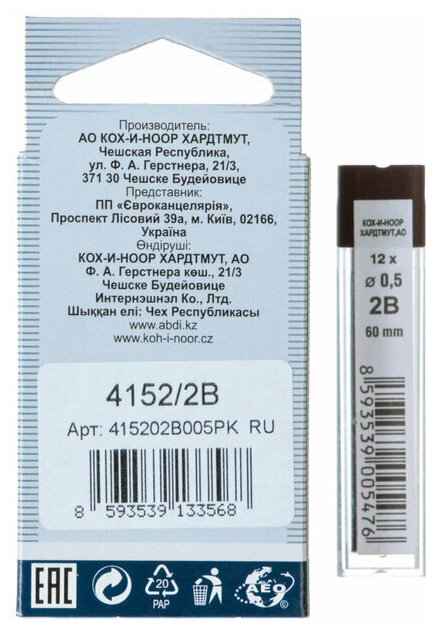 Производитель:
АО КОХ-И-НООР ХАРДТМУТ,
Чешская Республика,
ул. Ф. А. Герстнера, 21/3,
371 30 Чешске Будейовице
Представник:
ПП «Євроканцелярія»,
Проспект Лісовий 39а, м. Київ, 02166,
Україна
Өндіруші:
КОХ-И-НООР ХАРДТМУТ, АО
Ф. А. Герстнера көш., 21/3
Чешске Будейовице
Интернэшнэл Ко., Лтд.
Шыққан елі: Чех Республикасы
www.abdi.kz
www.koh-i-noor.cz
4152/2B
Арт: 415202B005PK RU
8 593539 133568
EAC
20
PAP
AEO
КОХ-И-НООР
ХАРДТМУТ,АО
12 x
ø 0,5
2B
60 mm
8593539005476